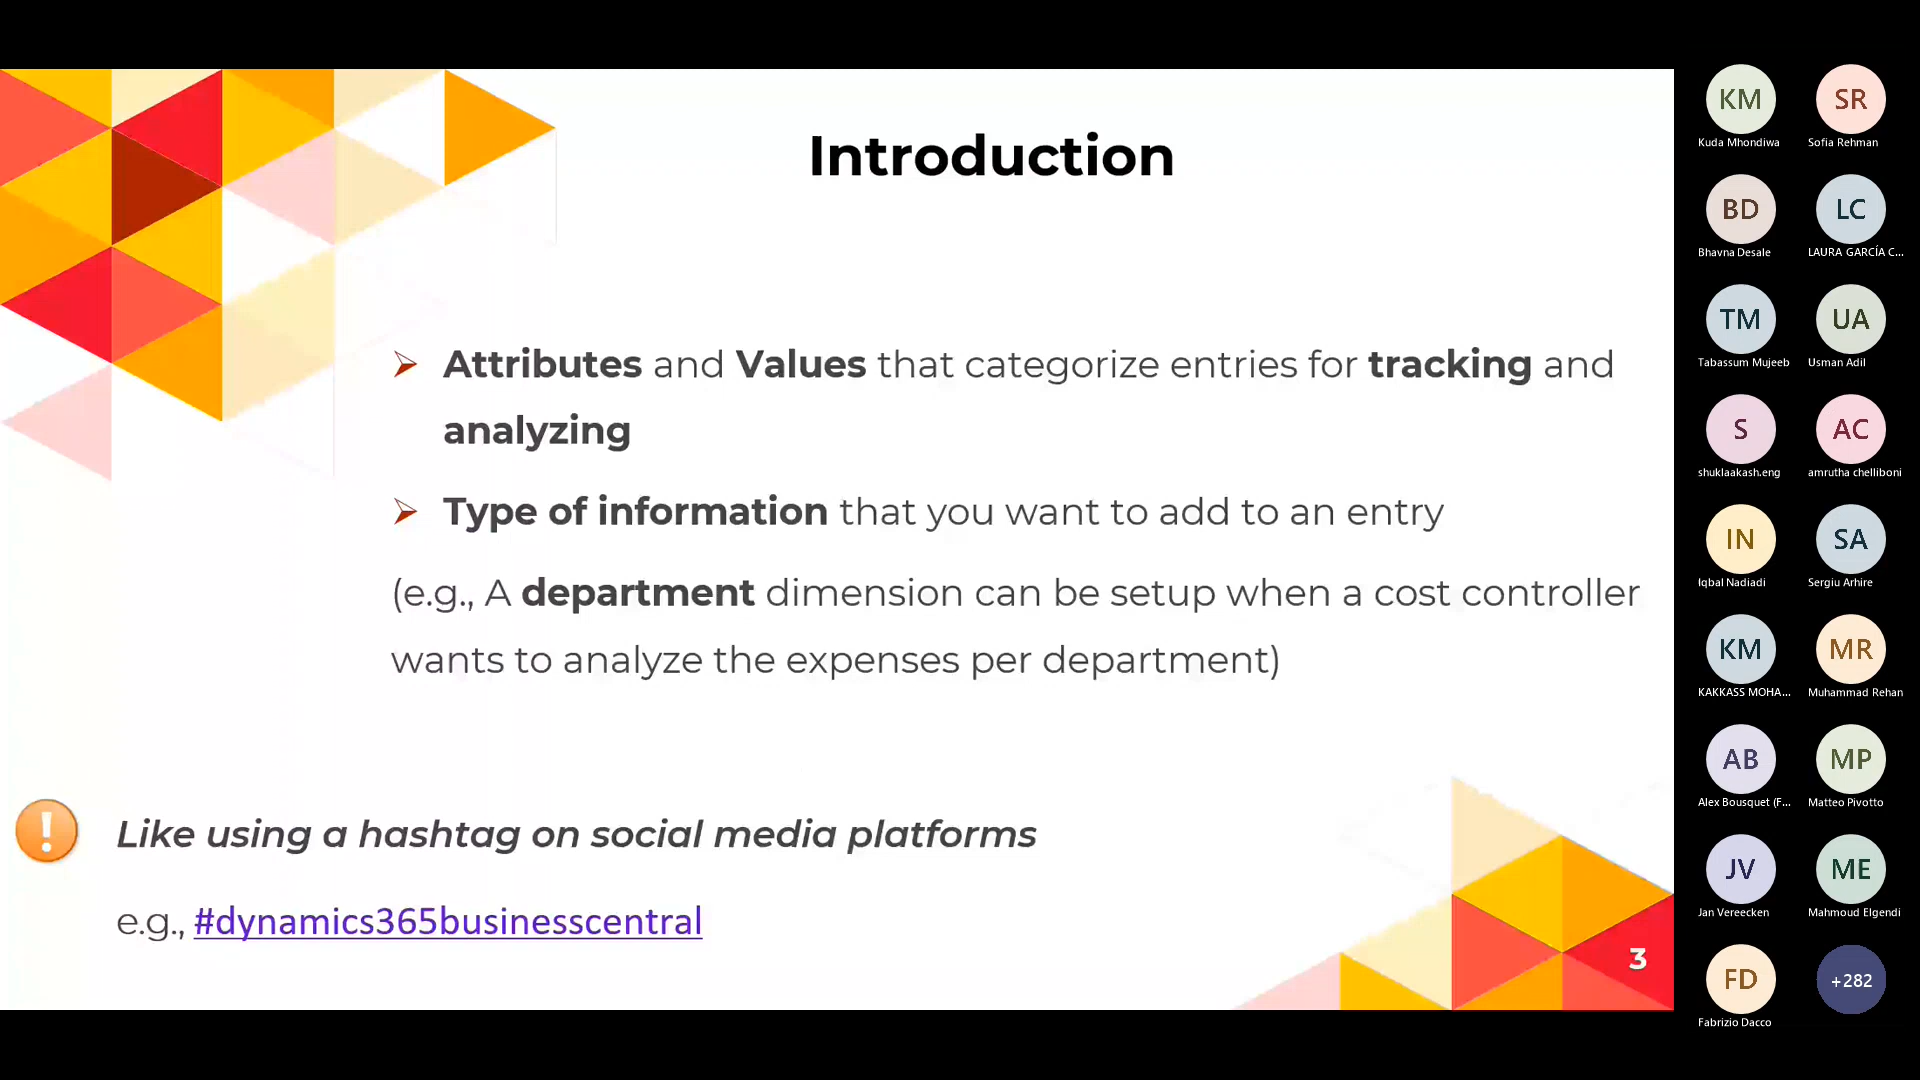 Introduction
Attributes and Values that categorize entries for tracking and
analyzing
Type of information that you want to add to an entry
(e.g., A department dimension can be setup when a cost controller
wants to analyze the expenses per department)
Like using a hashtag on social media platforms
e.g., #dynamics365businesscentral
3
KM SR
Kuda Mhondiwa Sofia Rehman
BD LC
Bhavna Desale LAURA GARCÍA C...
TM UA
Tabassum Mujeeb Usman Adil
S AC
shuklaakash.eng amrutha chelliboni
IN SA
Iqbal Nadiadi Sergiu Arhire
KM MR
KAKKASS MOHA... Muhammad Rehan
AB MP
Alex Bousquet (F... Matteo Pivotto
JV ME
Jan Vereecken Mahmoud Elgendi
FD +282
Fabrizio Dacco